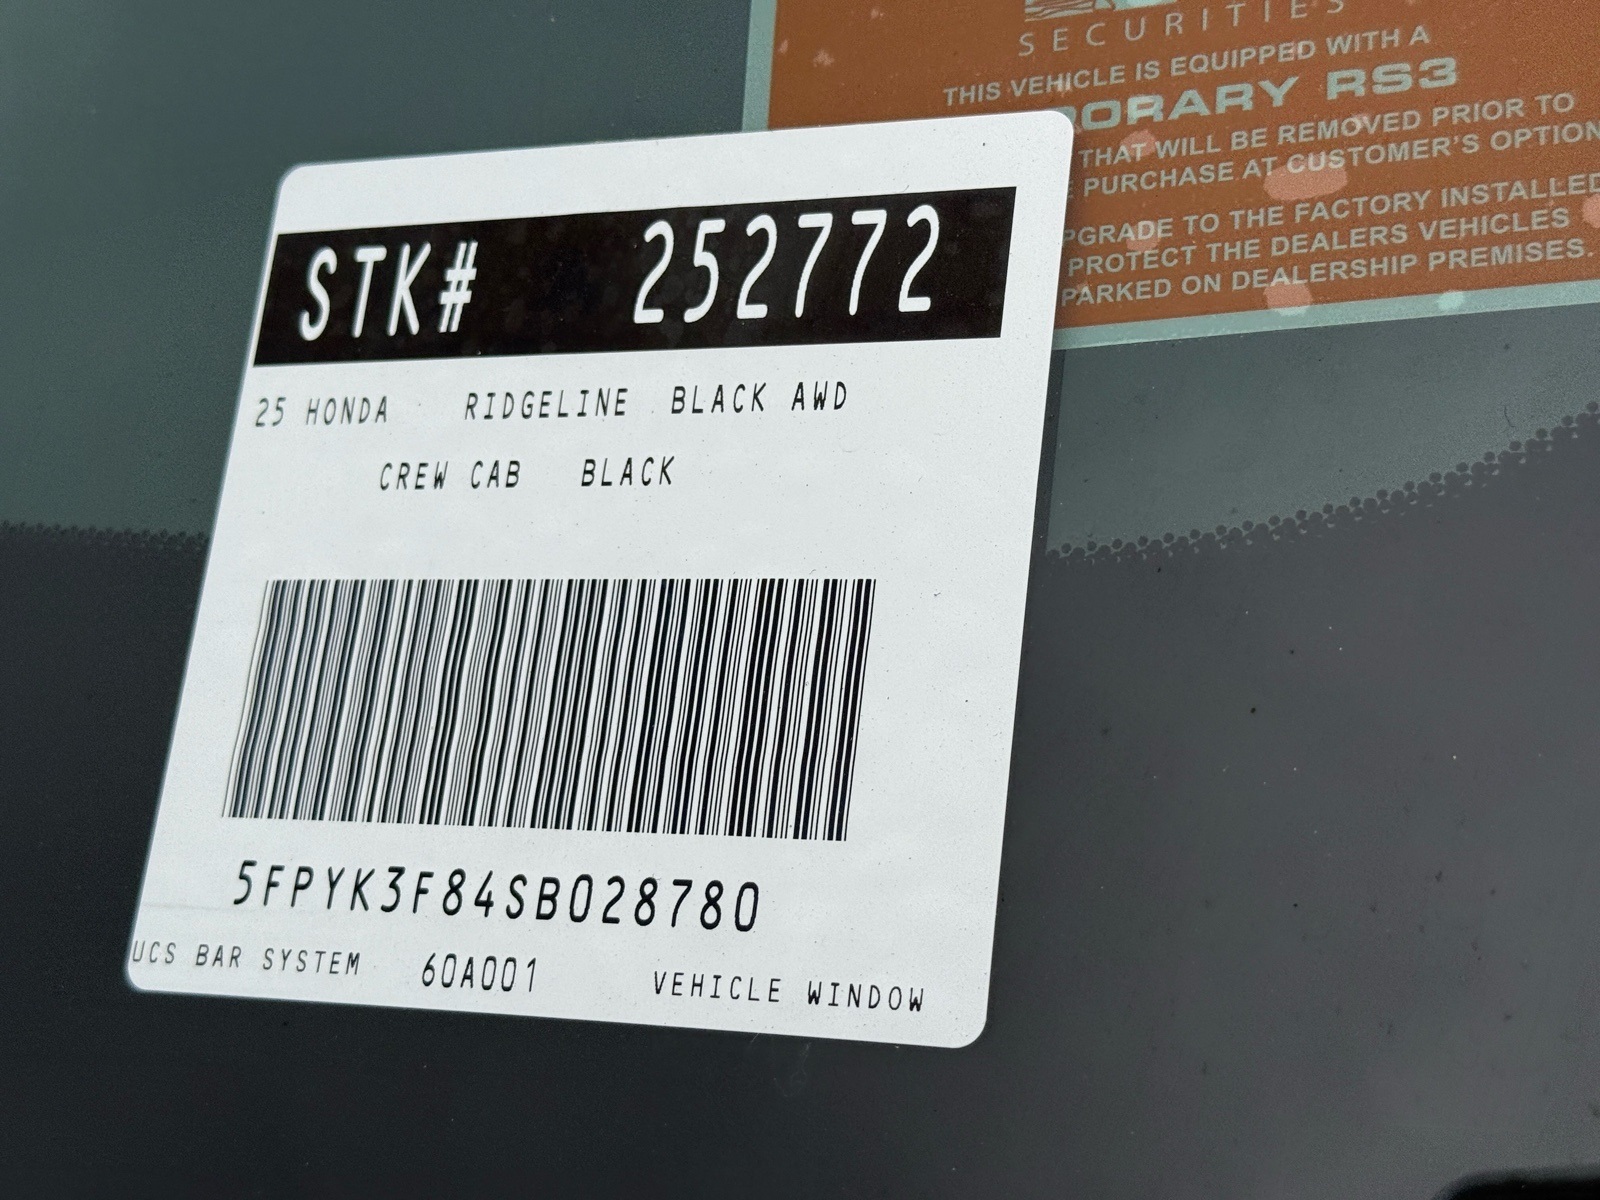 SECURITIES
THIS VEHICLE IS EQUIPPED WITH A
RS3
THAT WILL BE REMOVED PRIOR TO
PURCHASE AT CUSTOMER'S OPTION
TO THE FACTORY INSTALLED
PROTECT THE DEALERS VEHICLES
PARKED ON DEALERSHIP PREMISES.
STK# 252772
25 HONDA RIDGELINE BLACK AWD
CREW CAB BLACK
5FPYK3F84SB028780
UCS BAR SYSTEM 60A001 VEHICLE WINDOW